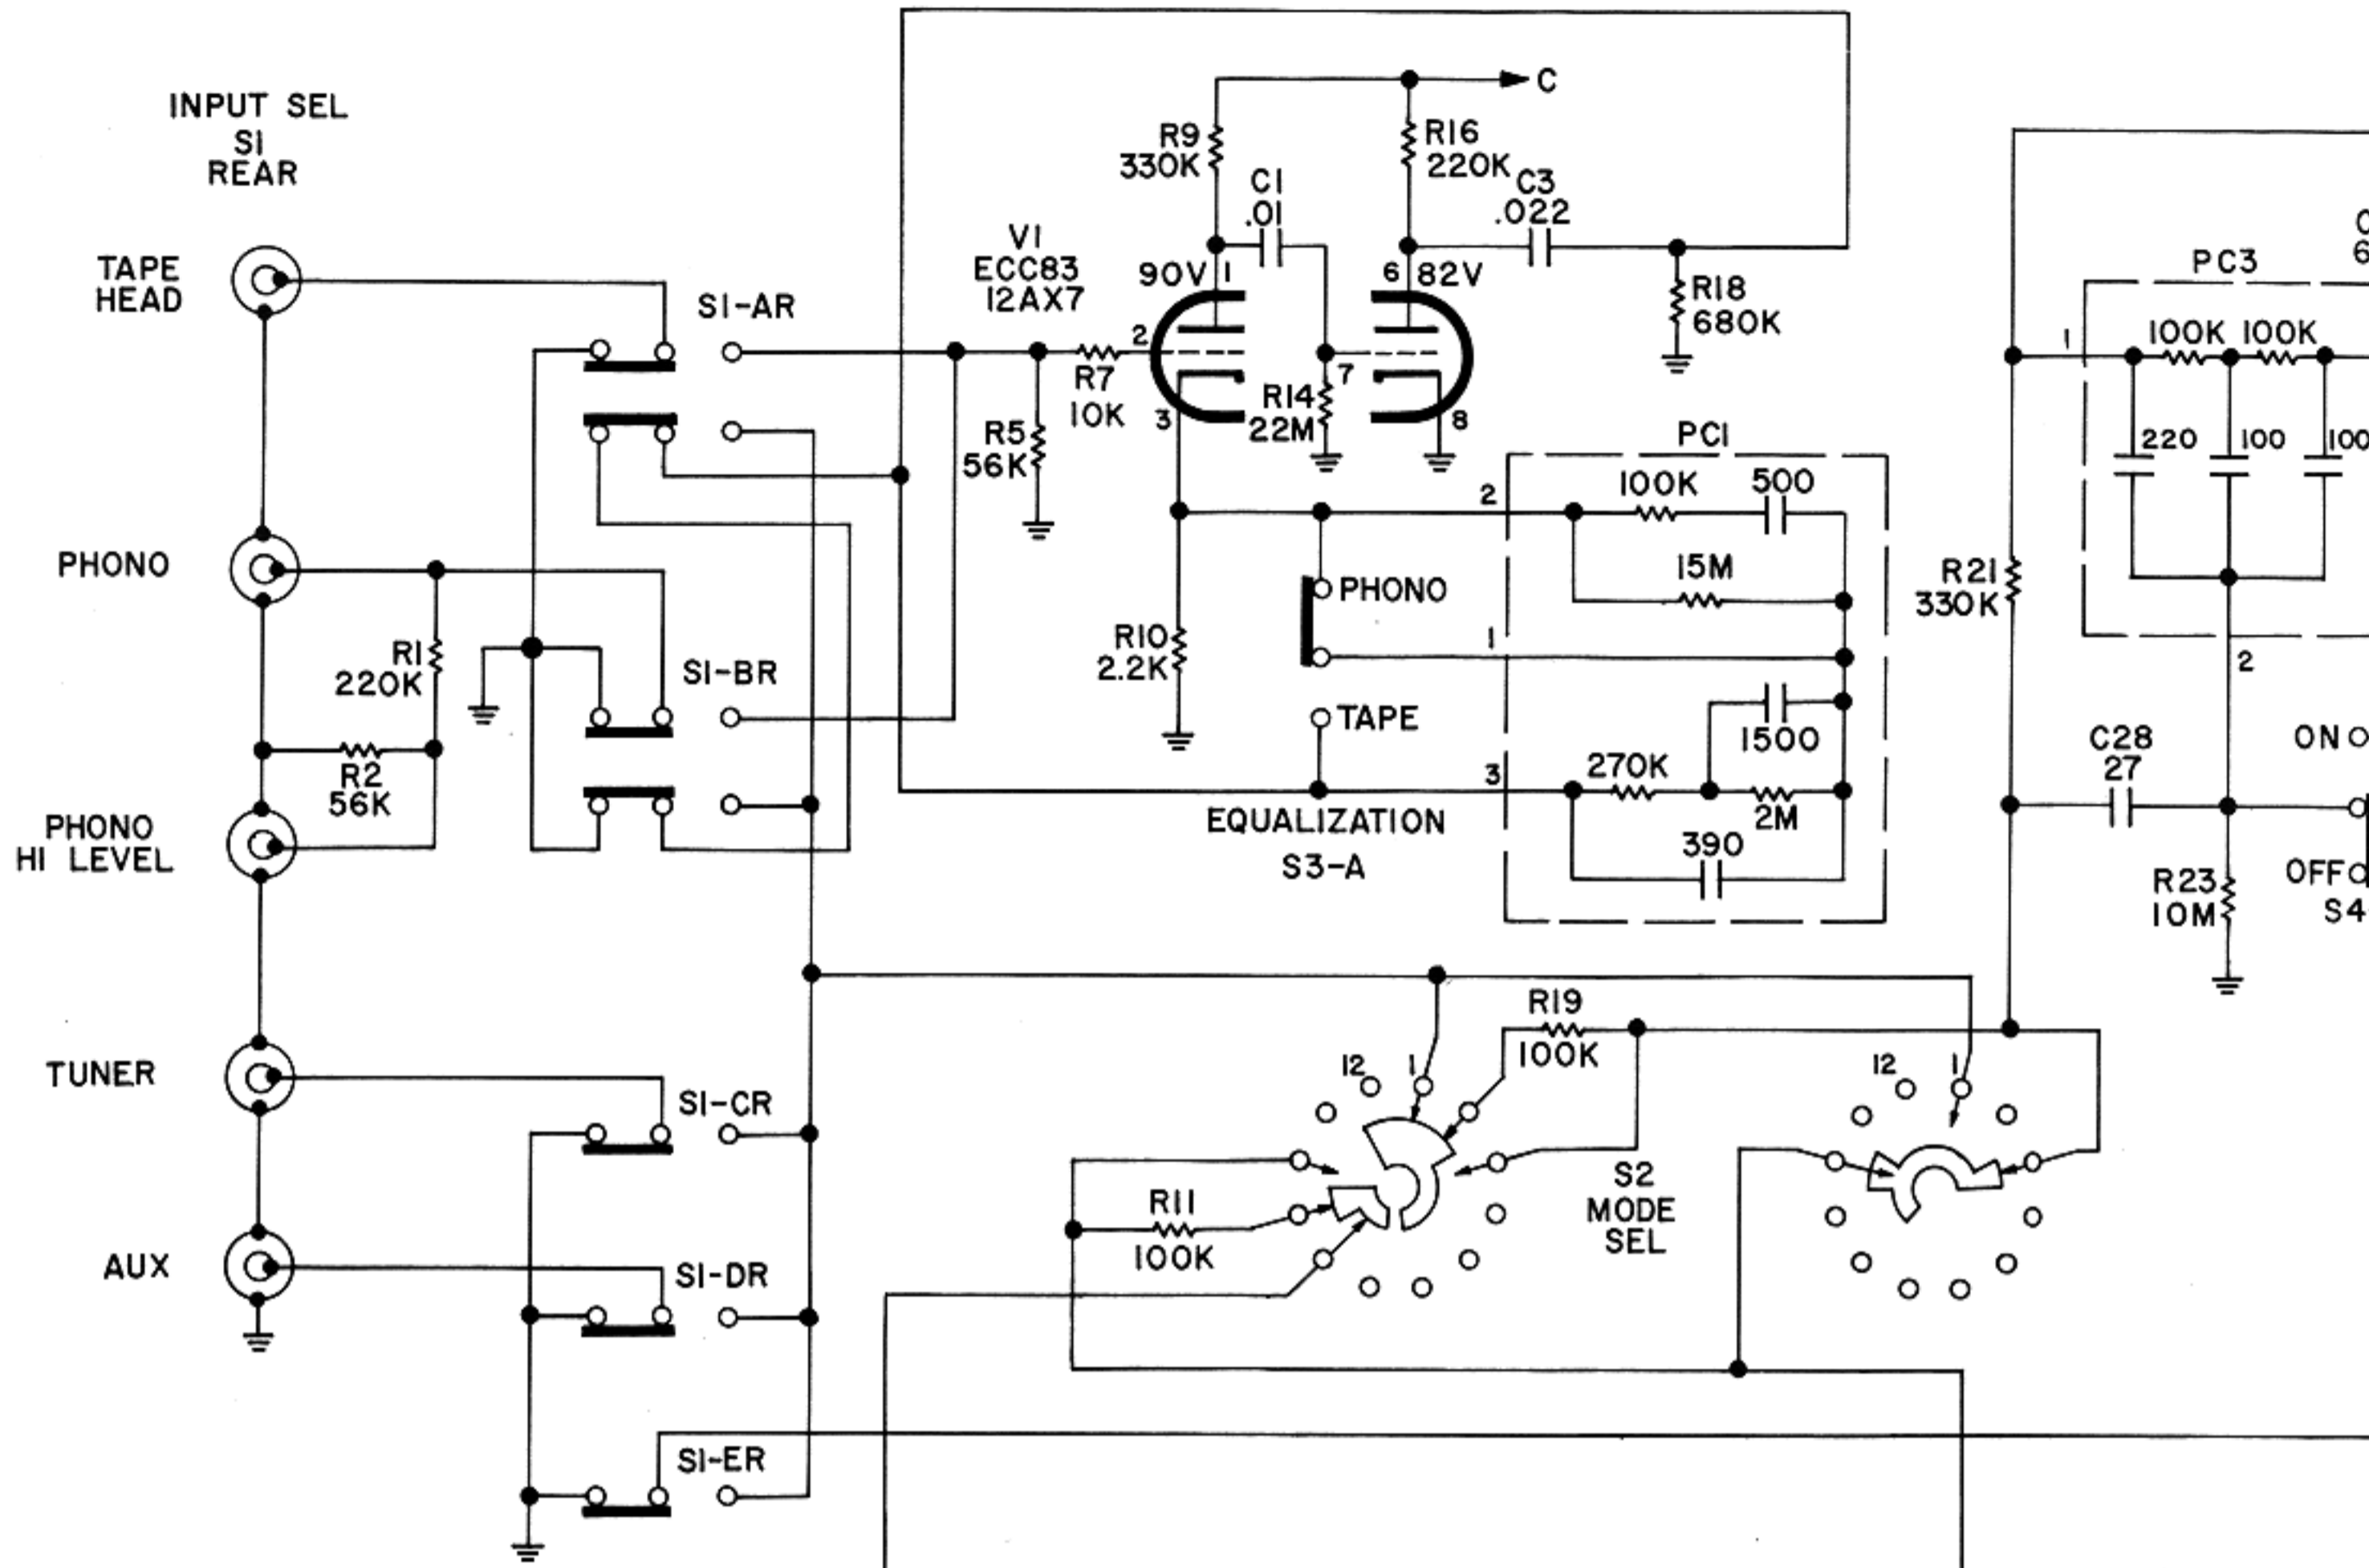 INPUT SEL
S1
REAR
TAPE
HEAD
S1-AR
V1
ECC83
12AX7
R9
330K
C1
.01
C
R16
220K
C3
.022
90V
1
6
82V
R18
680K
2
3
R7
10K
R5
56K
R14
22M
7
8
PHONO
R1
220K
R2
56K
S1-BR
PHONO
HI LEVEL
R10
2.2K
PHONO
TAPE
EQUALIZATION
S3-A
PC1
2
100K
500
15M
1
1500
3
270K
2M
390
PC3
1
100K
100K
220
100
100
R21
330K
2
C28
27
ON
OFF
R23
10M
S4
TUNER
S1-CR
AUX
S1-DR
S1-ER
R19
100K
12
1
R11
100K
S2
MODE
SEL
12
1